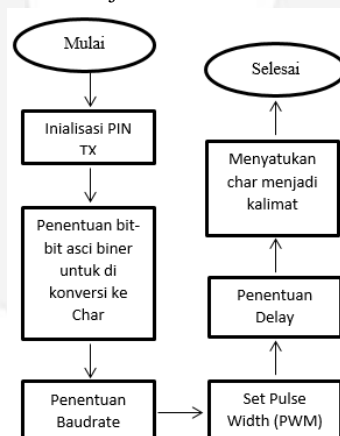 Mulai
Inialisasi PIN
TX
Penentuan bit-
bit asci biner
untuk di
konversi ke
Char
Penentuan
Baudrate
Set Pulse
Width (PWM)
Penentuan
Delay
Menyatukan
char menjadi
kalimat
Selesai